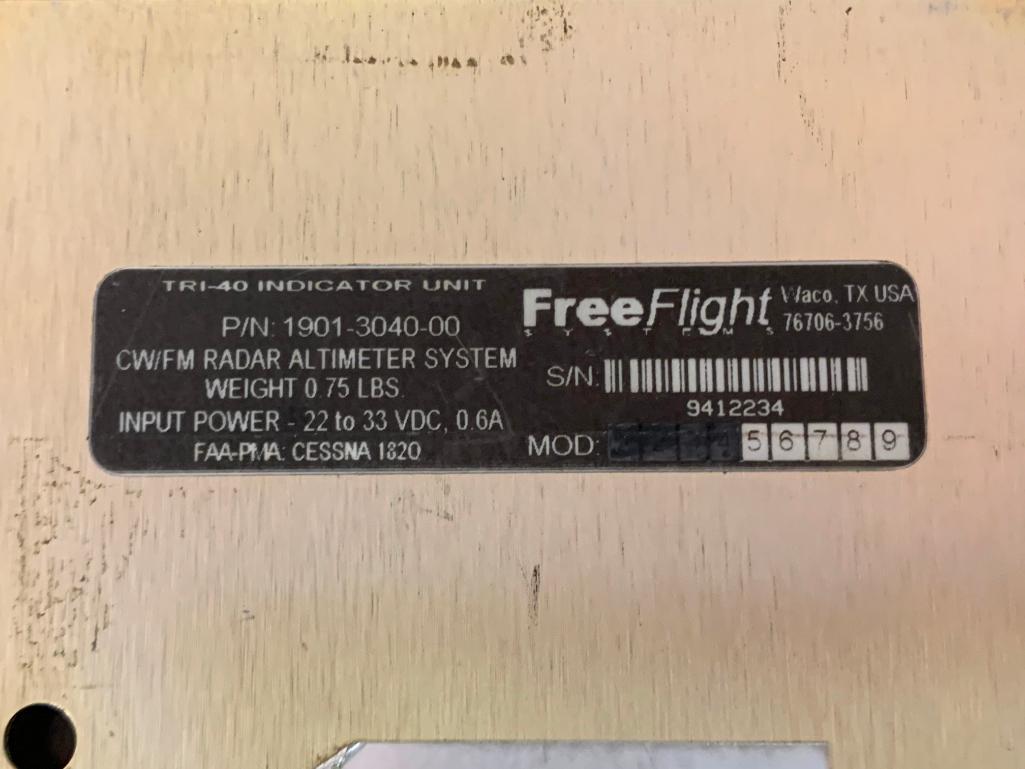 TRI-40 INDICATOR UNIT
P/N: 1901-3040-00
CW/FM RADAR ALTIMETER SYSTEM
WEIGHT 0.75 LBS.
INPUT POWER - 22 to 33 VDC, 0.6A
FAA-PMA: CESSNA 1820
FreeFlight
SYSTEMS
Waco, TX USA
76706-3756
S/N:
9412234
MOD: 5 6 7 8 9